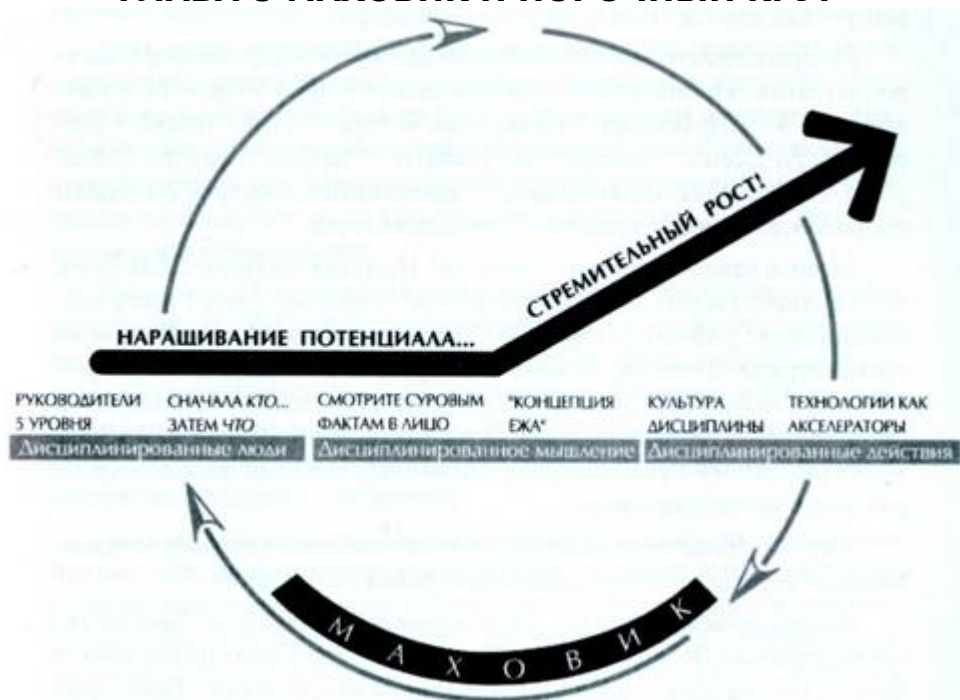 СТРЕМИТЕЛЬНЫЙ РОСТ!
НАРАЩИВАНИЕ ПОТЕНЦИАЛА...
РУКОВОДИТЕЛИ
5 УРОВНЯ
СНАЧАЛА КТО...
ЗАТЕМ ЧТО
СМОТРИТЕ СУРОВЫМ
ФАКТАМ В ЛИЦО
"КОНЦЕПЦИЯ
ЕЖА"
КУЛЬТУРА
ДИСЦИПЛИНЫ
ТЕХНОЛОГИИ КАК
АКСЕЛЕРАТОРЫ
Дисциплинированные люди
Дисциплинированное мышление
Дисциплинированные действия
МАХОВИК